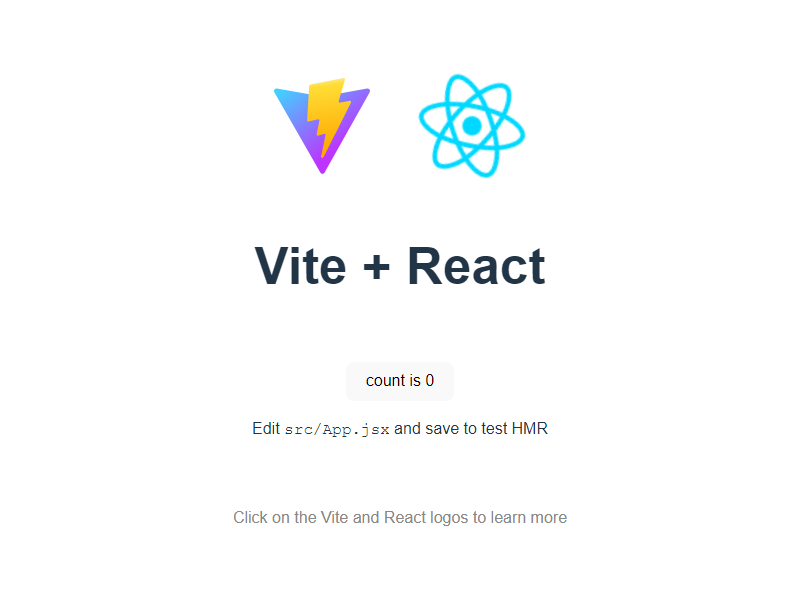 Vite + React
count is 0
Edit src/App.jsx and save to test HMR
Click on the Vite and React logos to learn more